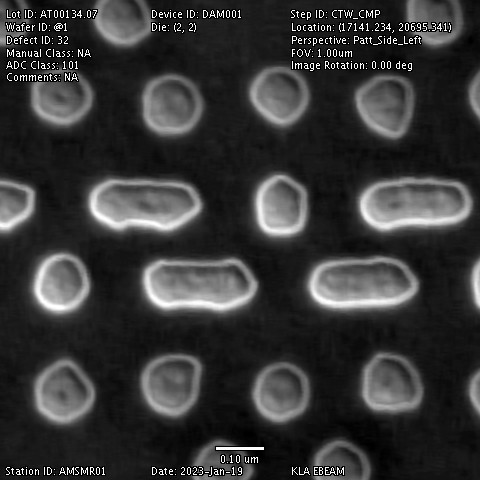 Lot ID: AT00134.07 Device ID: DAM001 Step ID: CTW_CMP
Wafer ID: @1 Die: (2, 2) Location: (17141.234, 20695.341)
Defect ID: 32 Perspective: Patt_Side_Left
Manual Class: NA FOV: 1.00um
ADC Class: 101 Image Rotation: 0.00 deg
Comments: NA
0.10 um
Station ID: AMSMR01 Date: 2023-Jan-19 KLA EBEAM